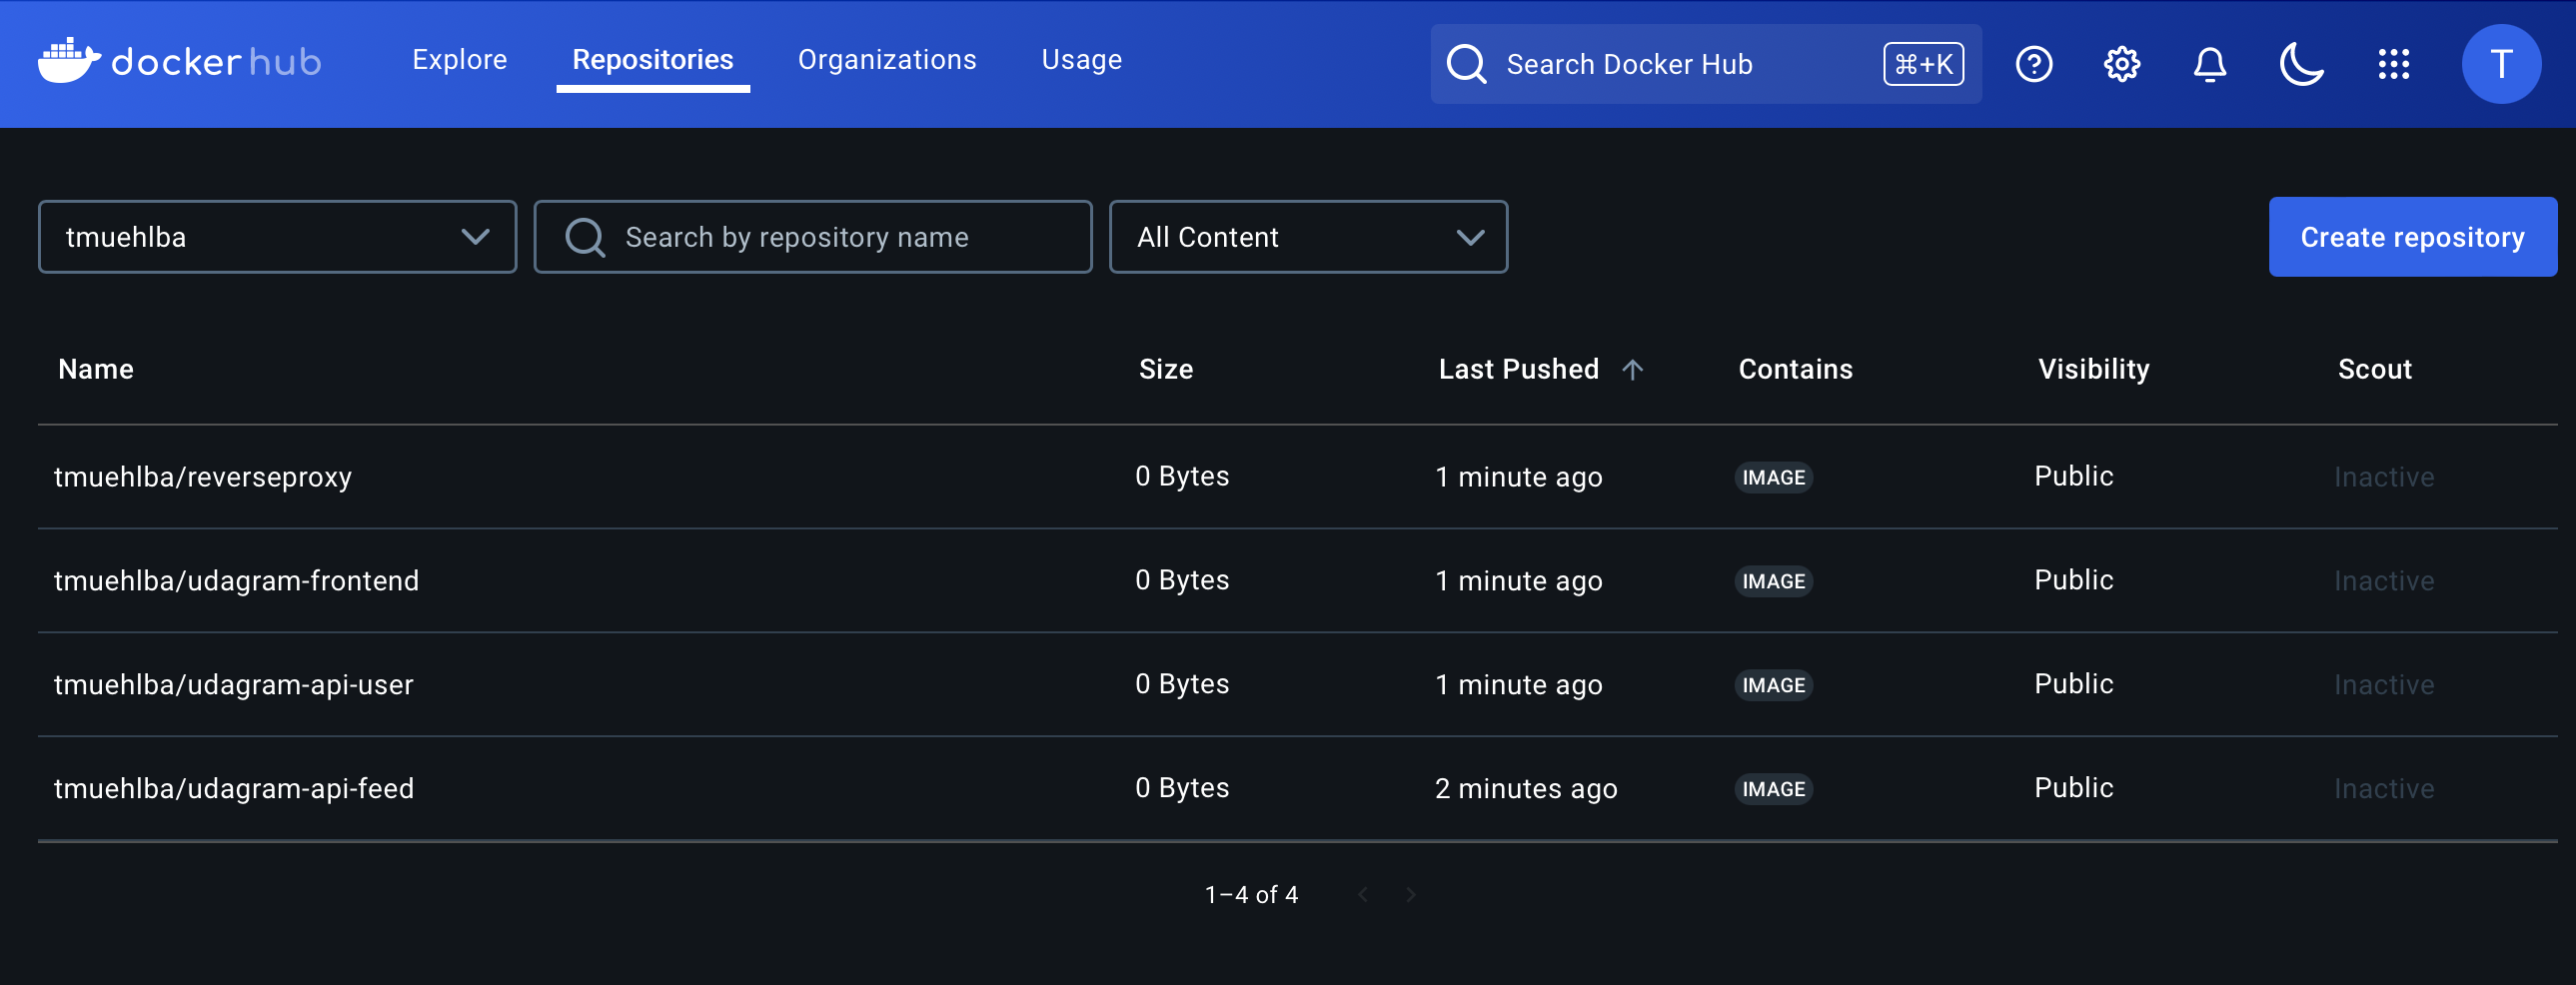 docker hub Explore Repositories Organizations Usage Search Docker Hub ⌘+K T
tmuehlba Search by repository name All Content Create repository
Name Size Last Pushed Contains Visibility Scout
tmuehlba/reverseproxy 0 Bytes 1 minute ago IMAGE Public Inactive
tmuehlba/udagram-frontend 0 Bytes 1 minute ago IMAGE Public Inactive
tmuehlba/udagram-api-user 0 Bytes 1 minute ago IMAGE Public Inactive
tmuehlba/udagram-api-feed 0 Bytes 2 minutes ago IMAGE Public Inactive
1–4 of 4